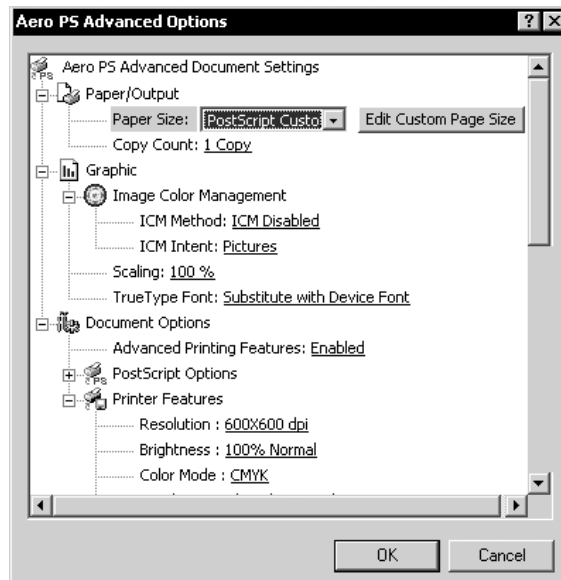 Aero PS Advanced Options
Aero PS Advanced Document Settings
Paper/Output
Paper Size: PostScript Custo Edit Custom Page Size
Copy Count: 1 Copy
Graphic
Image Color Management
ICM Method: ICM Disabled
ICM Intent: Pictures
Scaling: 100 %
TrueType Font: Substitute with Device Font
Document Options
Advanced Printing Features: Enabled
PostScript Options
Printer Features
Resolution : 600X600 dpi
Brightness : 100% Normal
Color Mode : CMYK
OK Cancel